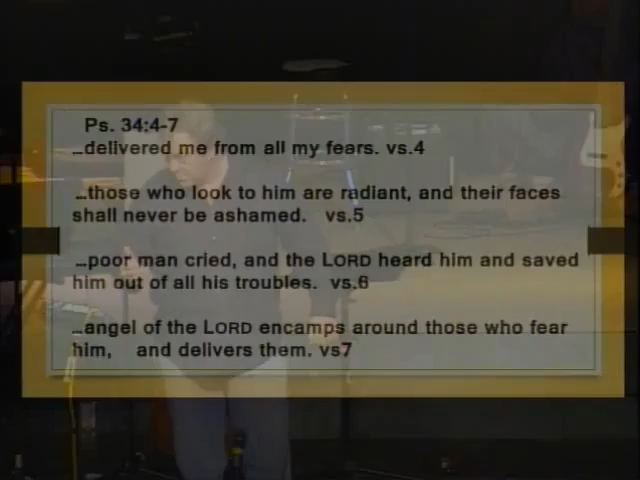 Ps. 34:4-7
…delivered me from all my fears. vs.4
…those who look to him are radiant, and their faces
shall never be ashamed. vs.5
…poor man cried, and the LORD heard him and saved
him out of all his troubles. vs.6
…angel of the LORD encamps around those who fear
him, and delivers them. vs7